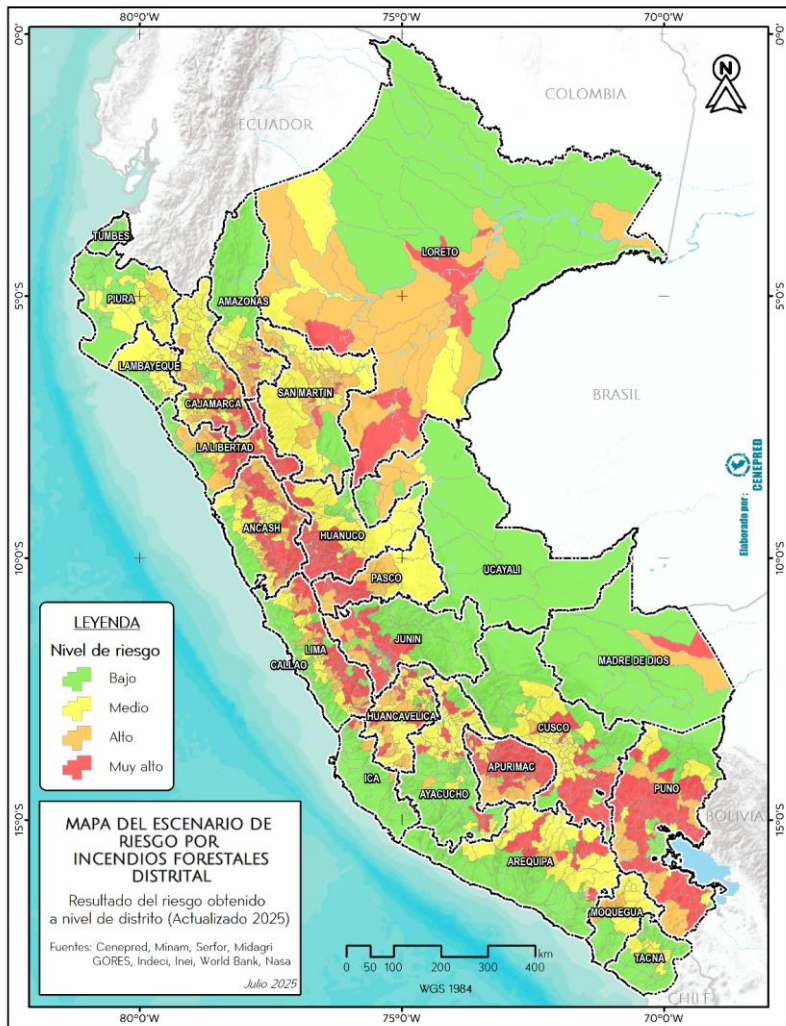 80°0'W
75°0'W
70°0'W
0°0'
0°0'
N
COLOMBIA
ECUADOR
TUMBES
LORETO
PIURA
AMAZONAS
5°0'S
5°0'S
LAMBAYEQUE
SAN MARTIN
CAJAMARCA
BRASIL
LA LIBERTAD
Elaborado por:
CENEPRED
ANCASH
HUANUCO
10°0'S
10°0'S
PASCO
UCAYALI
JUNIN
LIMA
CALLAO
MADRE DE DIOS
HUANCAVELICA
CUSCO
APURIMAC
ICA
AYACUCHO
PUNO
BOLIVIA
15°0'S
15°0'S
AREQUIPA
MOQUEGUA
TACNA
CHILE
LEYENDA
Nivel de riesgo
Bajo
Medio
Alto
Muy alto
MAPA DEL ESCENARIO DE
RIESGO POR
INCENDIOS FORESTALES
DISTRITAL
Resultado del riesgo obtenido
a nivel de distrito (Actualizado 2025)
Fuentes: Cenepred, Minam, Serfor, Midagri
GORES, Indeci, Inei, World Bank, Nasa
Julio 2025
km
0 50 100 200 300 400
WGS 1984
80°0'W
75°0'W
70°0'W